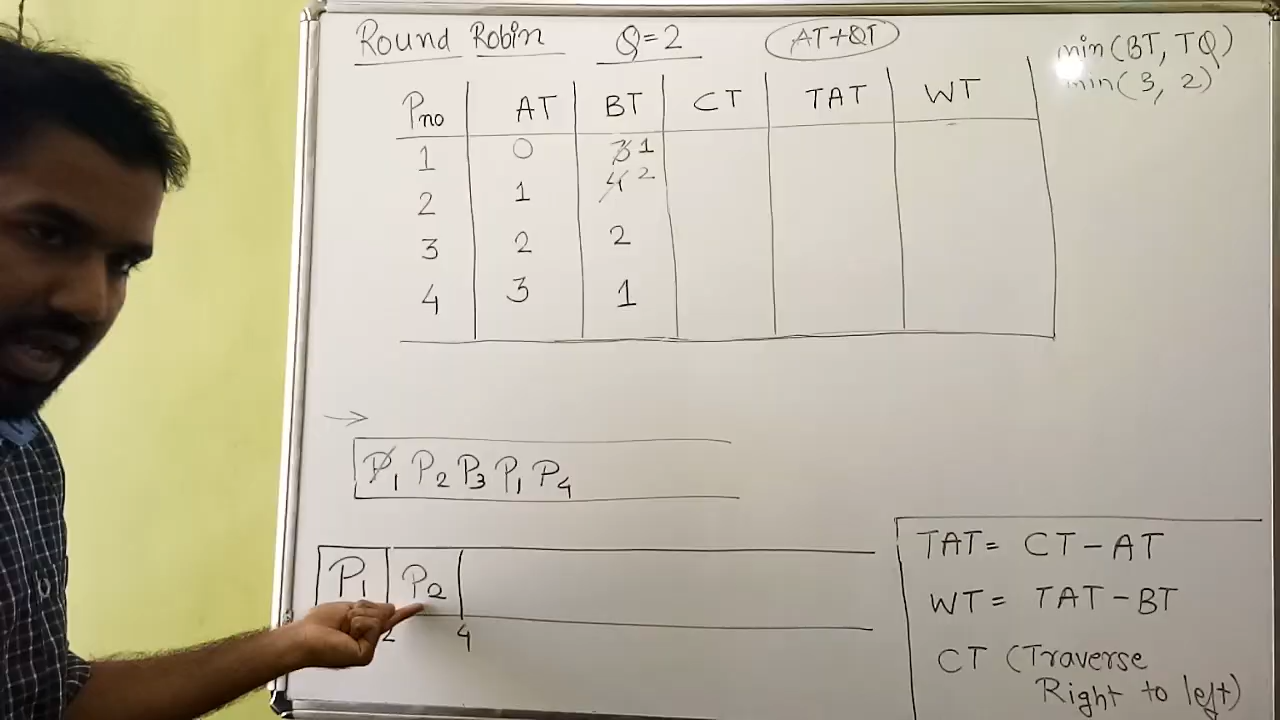 Round Robin Q=2 AT+QT
min(BT, TQ)
min(3, 2)
Pno AT BT CT TAT WT
1 0 3 1
2 1 4 2
3 2 2
4 3 1
→
P1 P2 P3 P1 P4
P1 P2
2 4
TAT= CT-AT
WT= TAT-BT
CT (Traverse
Right to left)